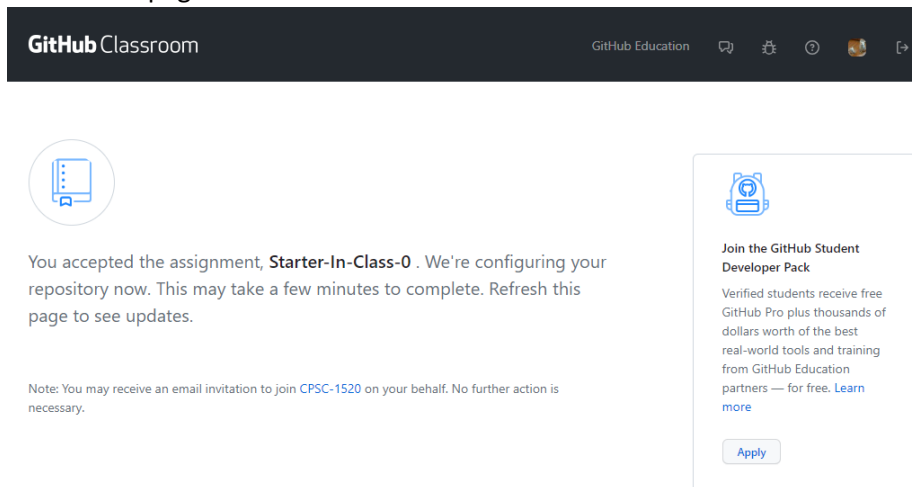 GitHub Classroom
GitHub Education
You accepted the assignment, Starter-In-Class-0 . We're configuring your
repository now. This may take a few minutes to complete. Refresh this
page to see updates.
Note: You may receive an email invitation to join CPSC-1520 on your behalf. No further action is
necessary.
Join the GitHub Student
Developer Pack
Verified students receive free
GitHub Pro plus thousands of
dollars worth of the best
real-world tools and training
from GitHub Education
partners — for free. Learn
more
Apply